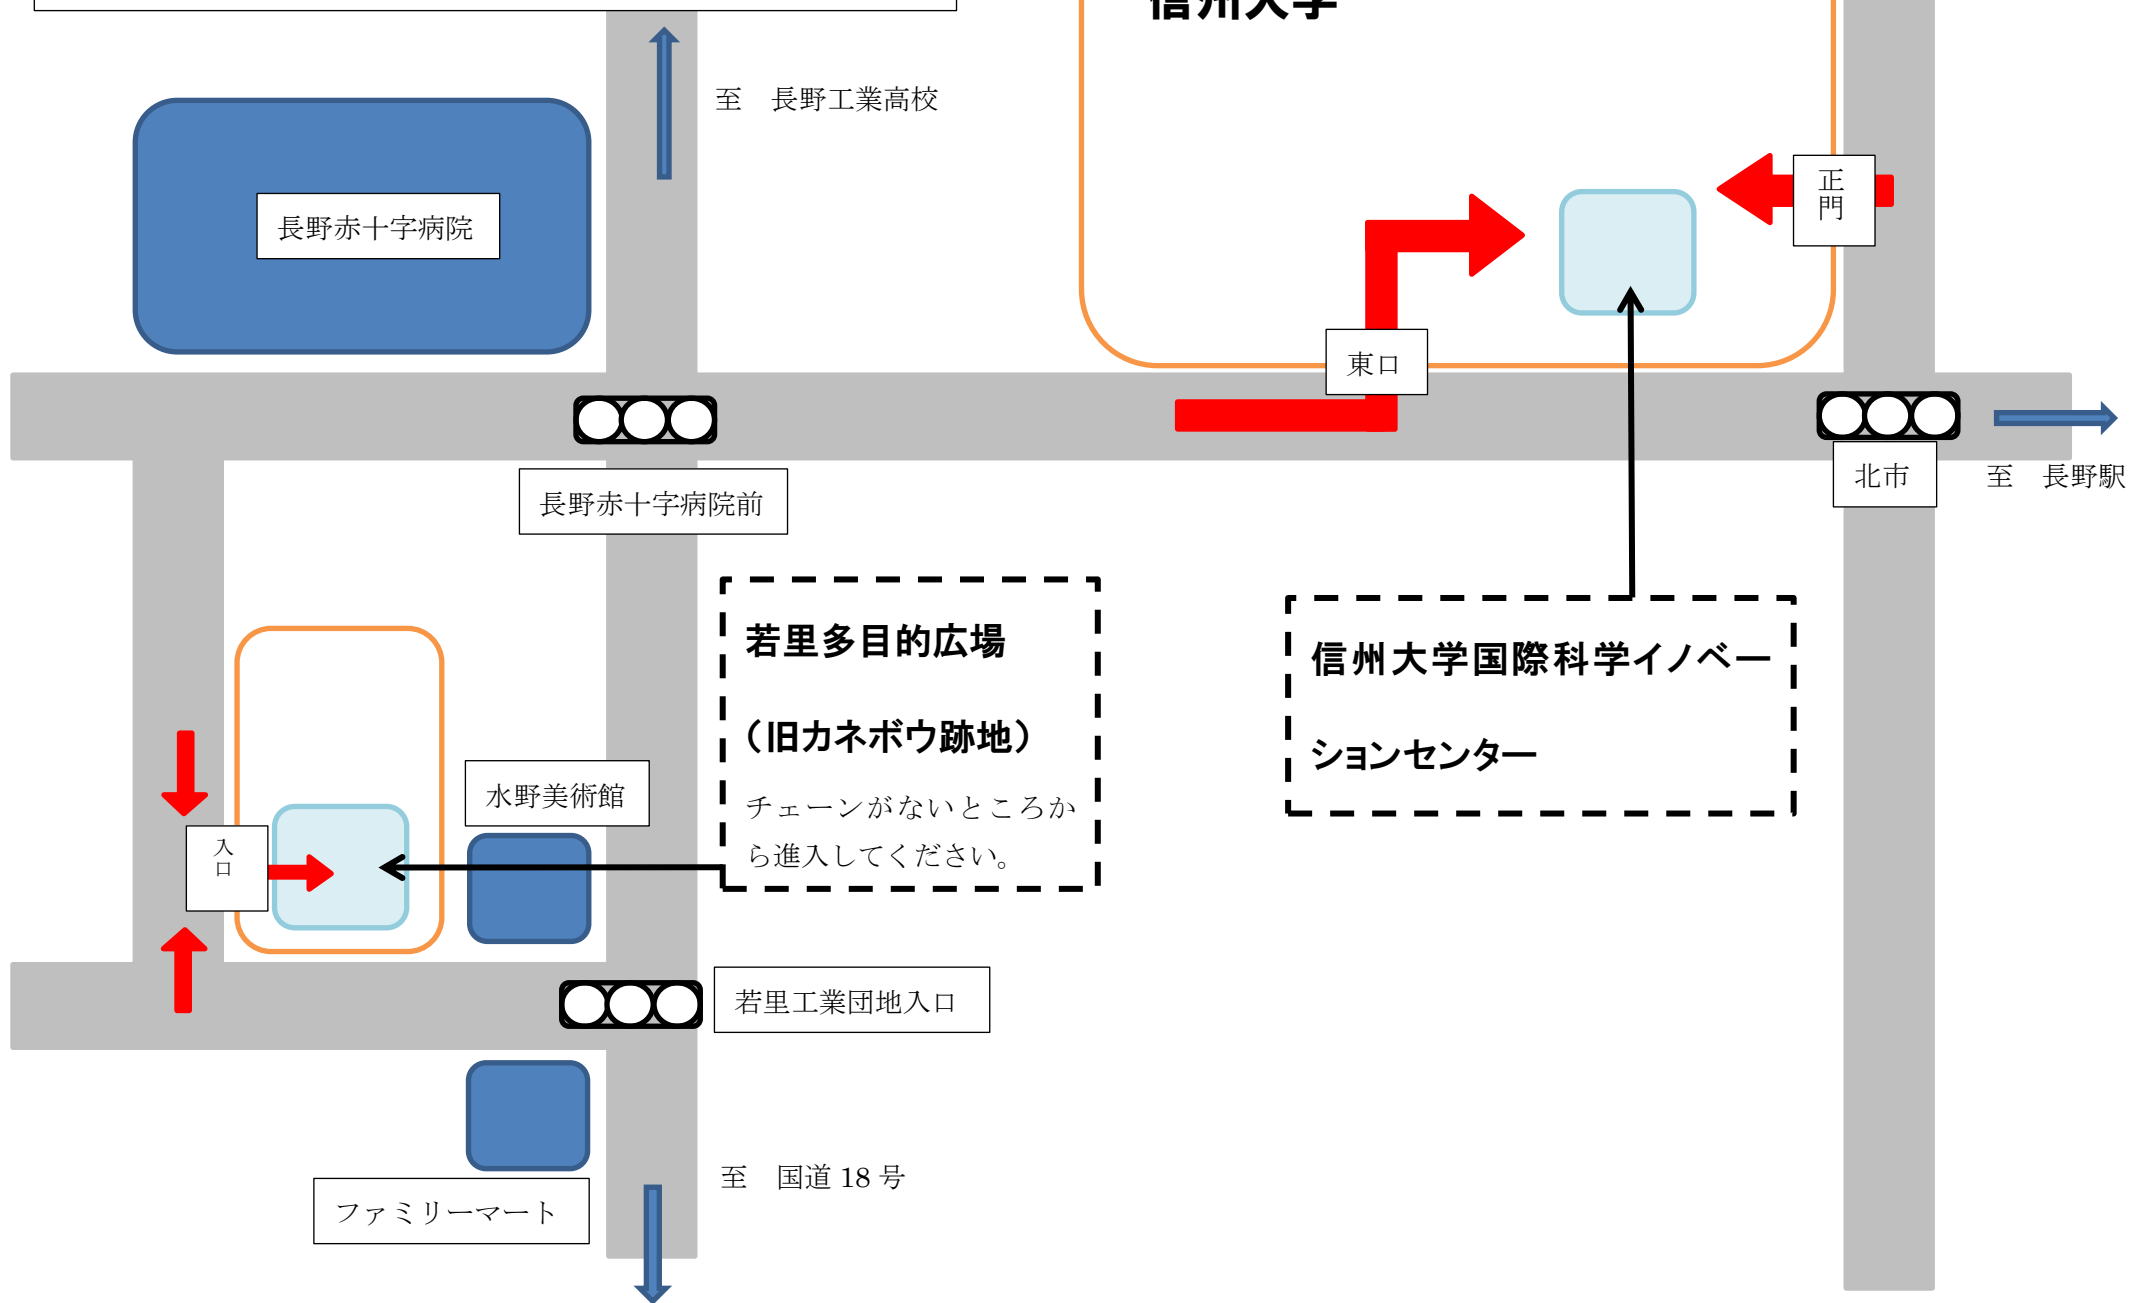 信州大学
至　長野工業高校
長野赤十字病院
正門
東口
長野赤十字病院前
北市
至　長野駅
若里多目的広場
（旧カネボウ跡地）
チェーンがないところか
ら進入してください。
信州大学国際科学イノベー
ションセンター
水野美術館
入口
若里工業団地入口
至　国道 18 号
ファミリーマート